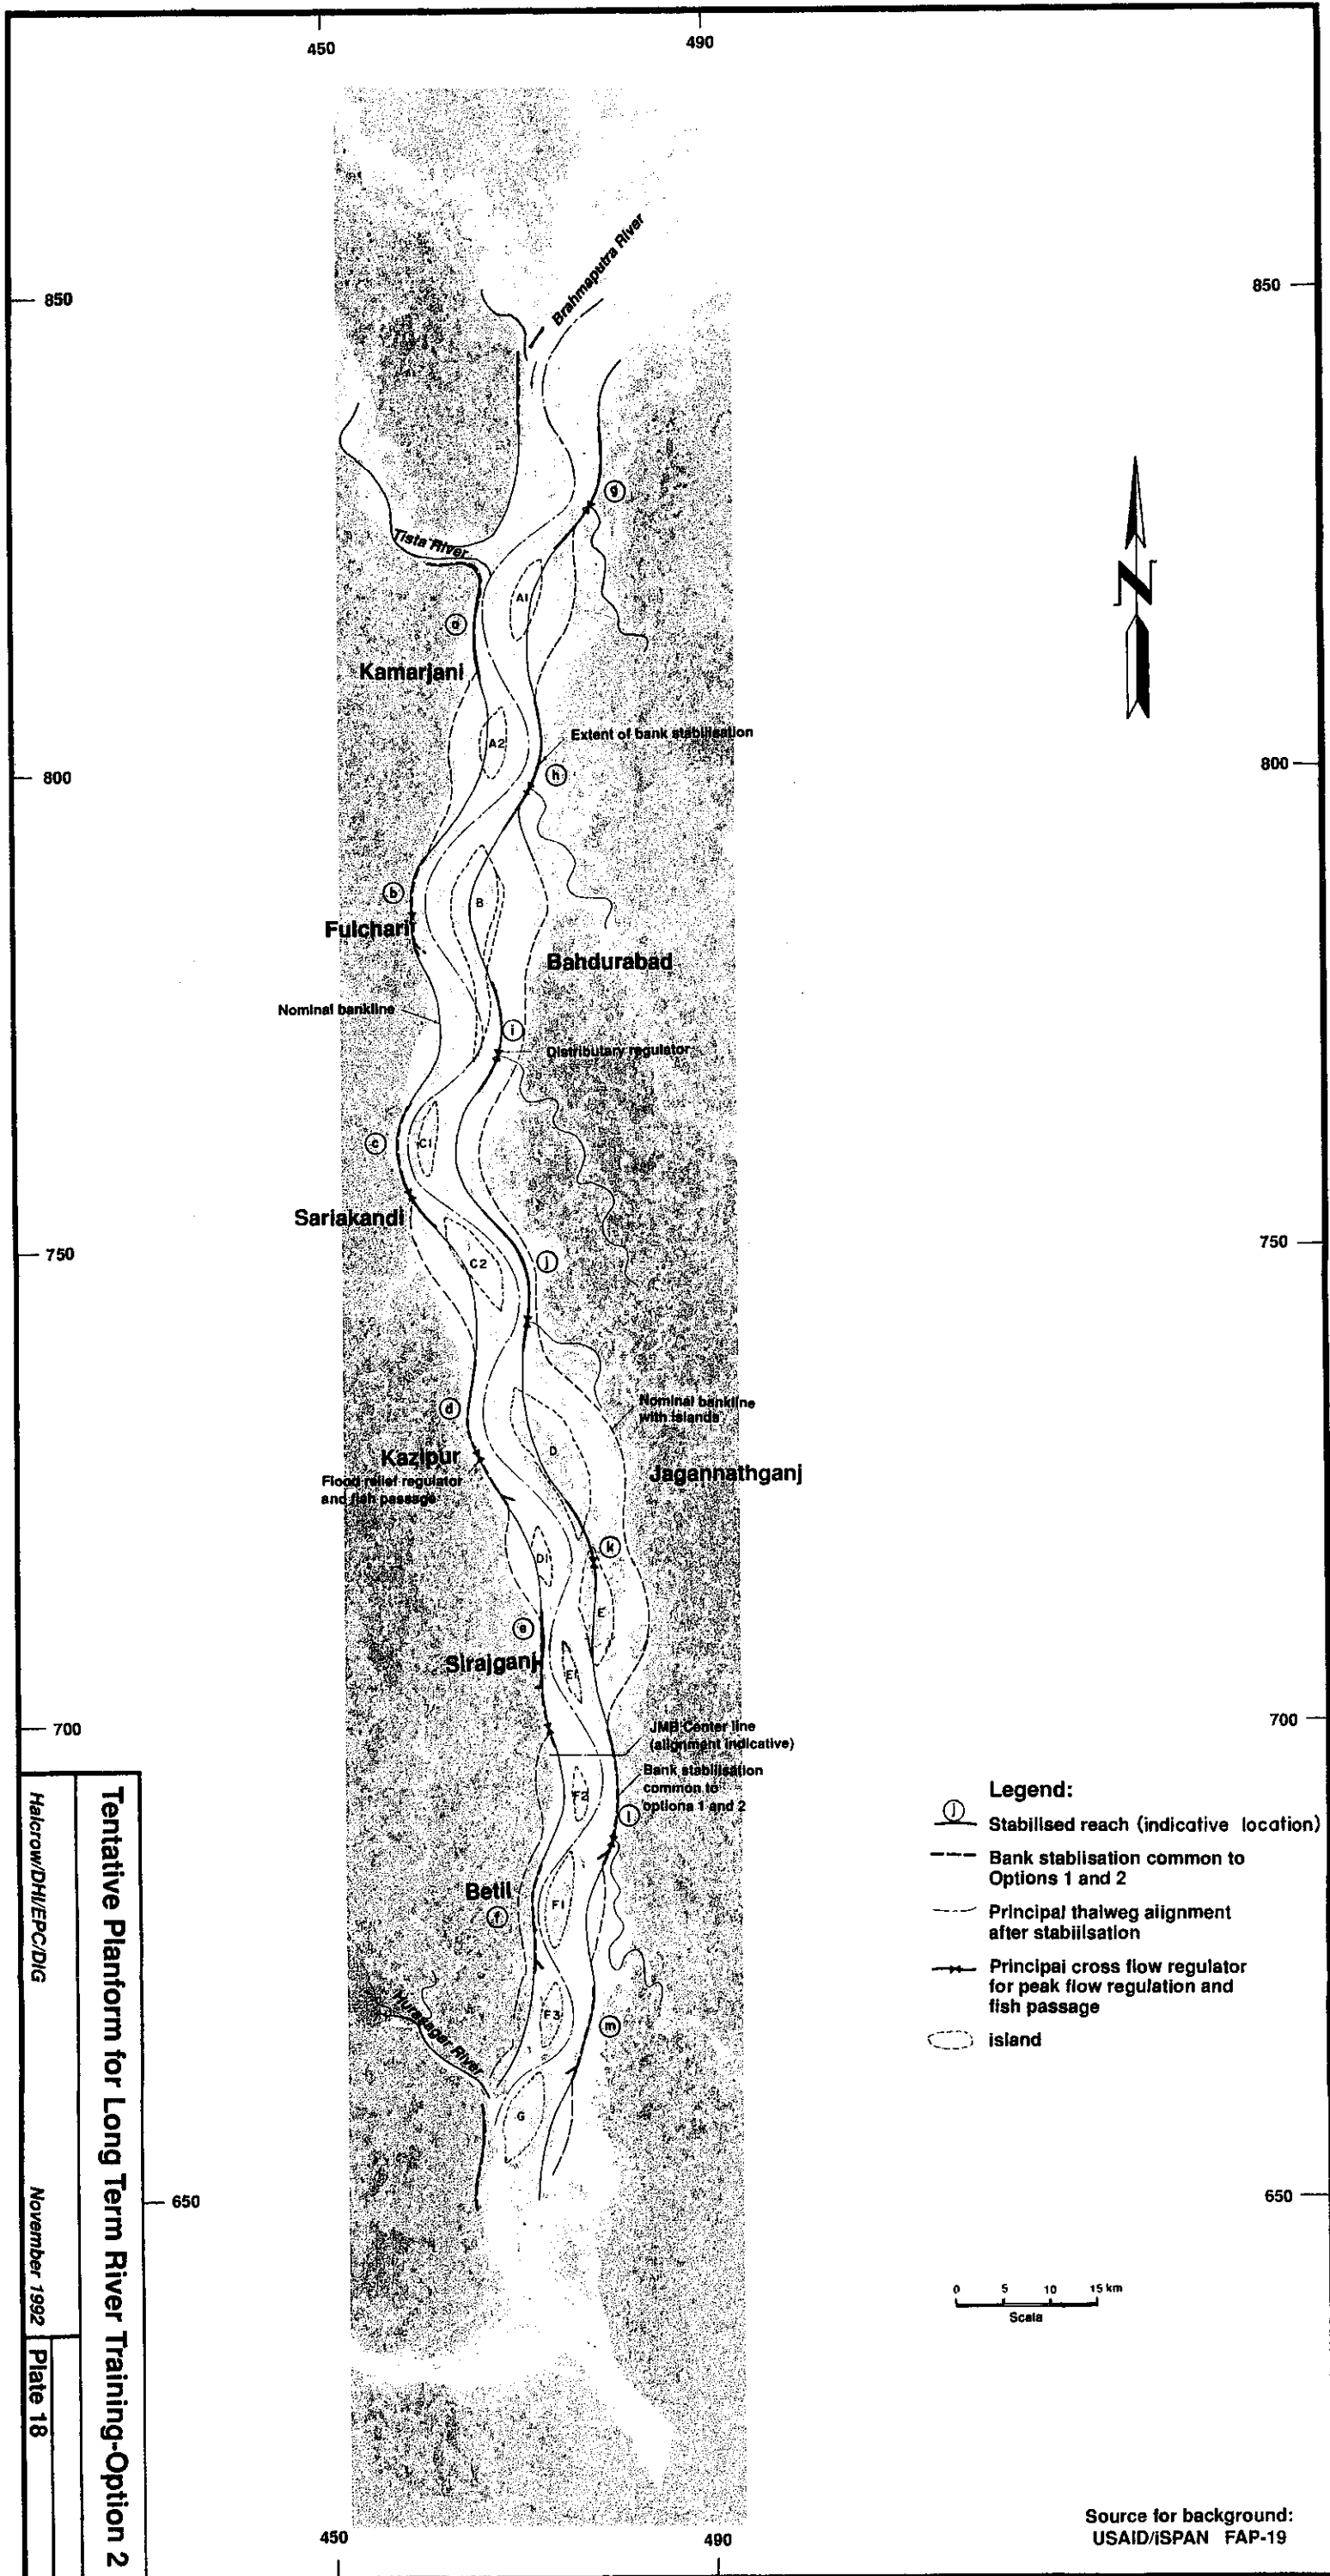 450
490
850
850
Brahmaputra River
g
Tista River
A1
a
Kamarjani
A2
Extent of bank stabilisation
h
800
800
b
B
Fulchari
Bahdurabad
Nominal bankline
i
Distributary regulator
c
C1
Sariakandi
750
750
C2
j
Nominal bankline
with islands
d
D
Kazipur
Jagannathganj
Flood relief regulator
and fish passage
k
D1
E
e
Sirajganj
E1
700
700
JMB Center line
(alignment indicative)
Bank stabilisation
common to
options 1 and 2
F2
l
Betil
F1
f
F3
m
Hurasagar River
G
650
650
Legend:
j
Stabilised reach (indicative location)
Bank stabilisation common to
Options 1 and 2
Principal thalweg alignment
after stabilisation
Principal cross flow regulator
for peak flow regulation and
fish passage
island
N
0 5 10 15 km
Scala
Tentative Planform for Long Term River Training-Option 2
Halcrow/DHI/EPC/DIG
November 1992
Plate 18
450
490
Source for background:
USAID/ISPAN FAP-19